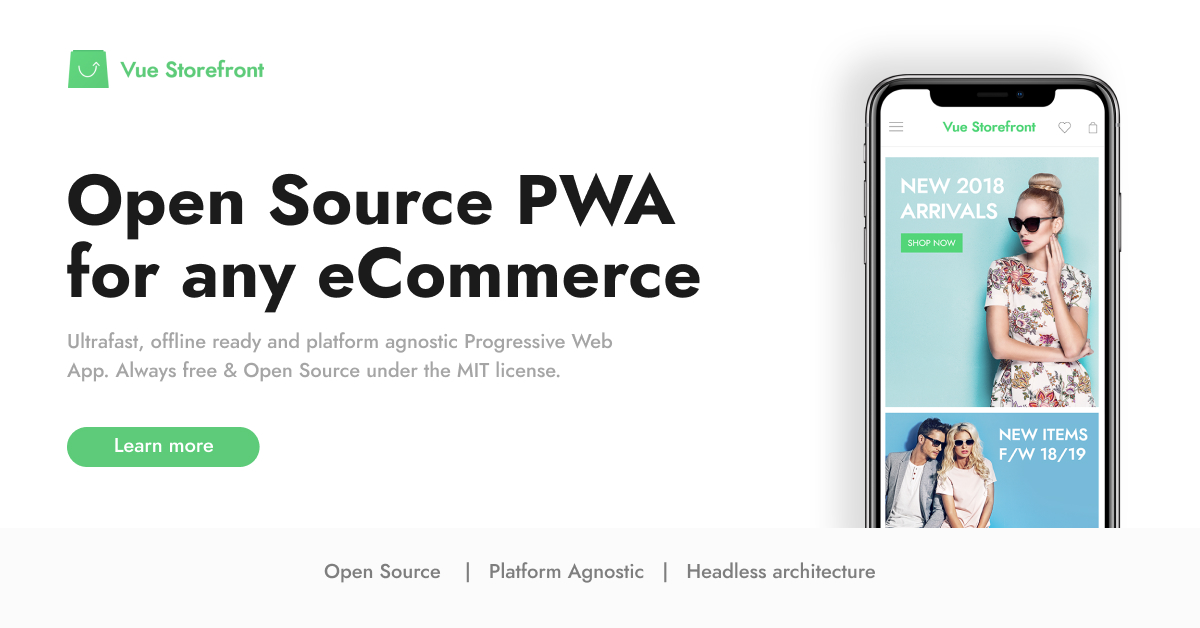 Vue Storefront
Open Source PWA
for any eCommerce
Ultrafast, offline ready and platform agnostic Progressive Web
App. Always free & Open Source under the MIT license.
Learn more
Vue Storefront
NEW 2018
ARRIVALS
SHOP NOW
NEW ITEMS
F/W 18/19
Open Source | Platform Agnostic | Headless architecture